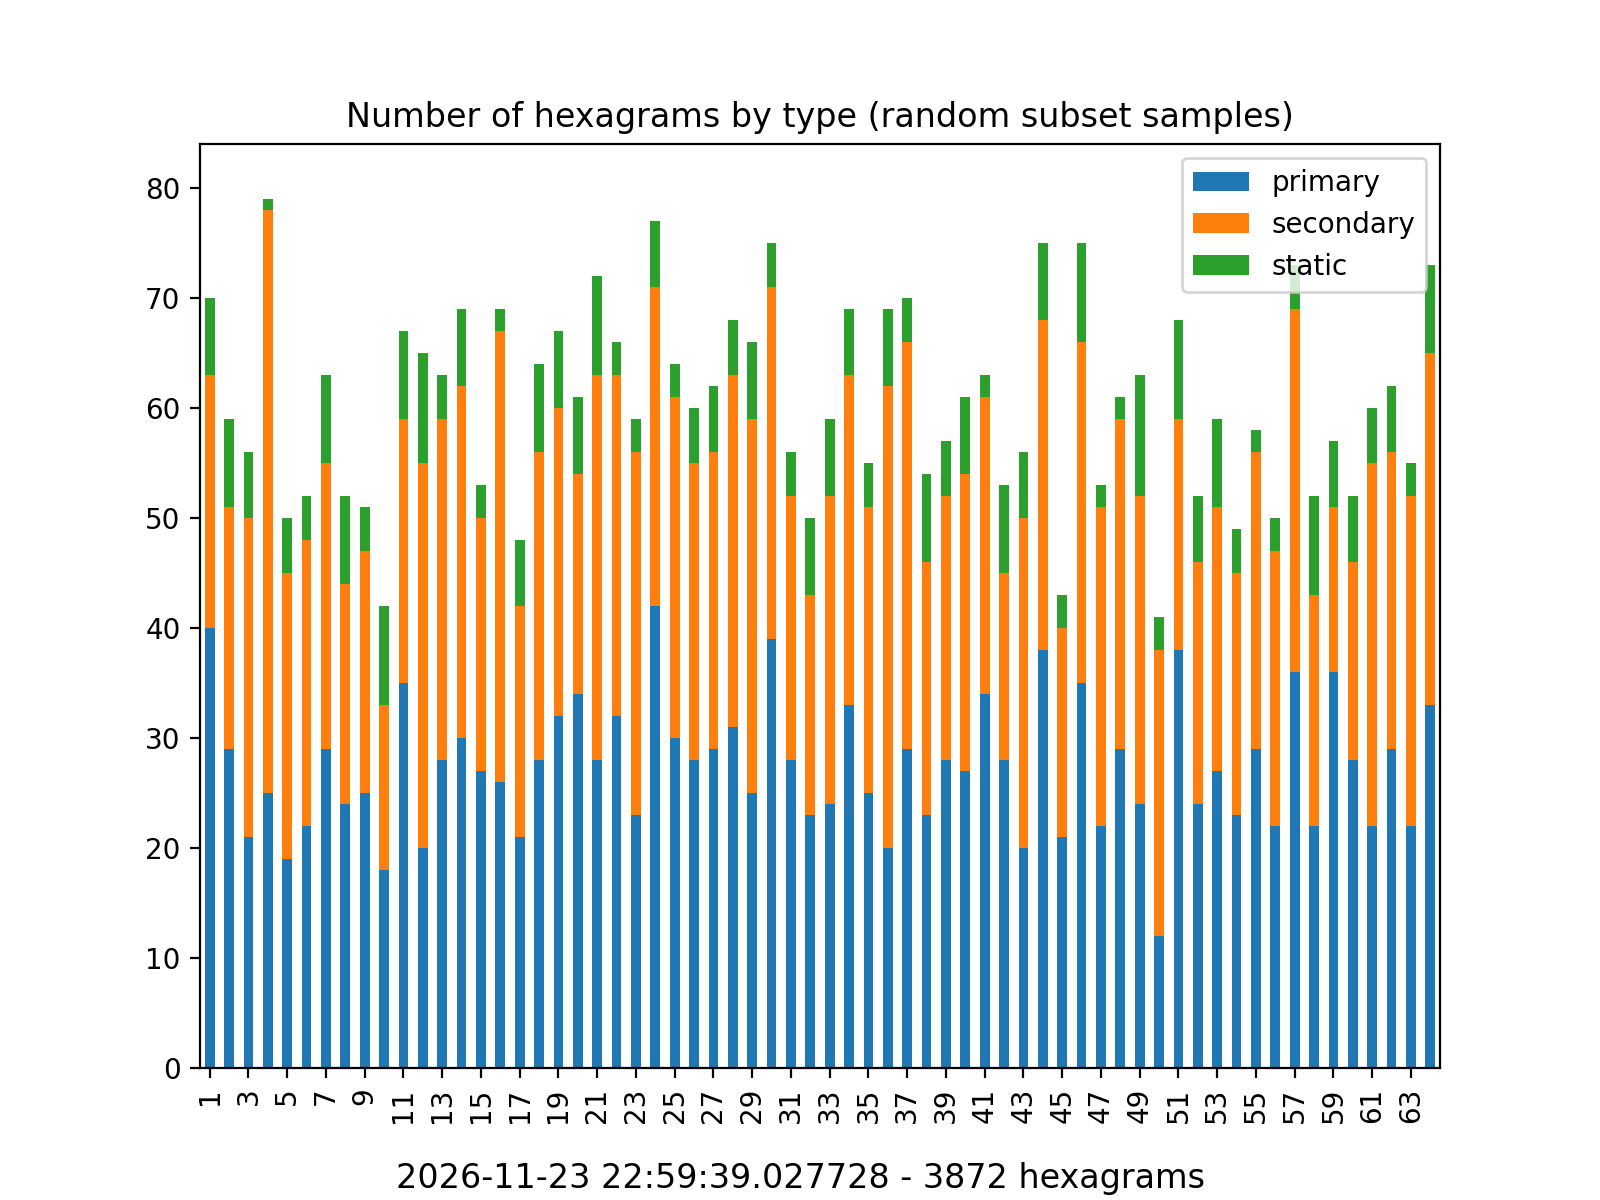 Number of hexagrams by type (random subset samples)
primary
secondary
static
80
70
60
50
40
30
20
10
0
1 3 5 7 9 11 13 15 17 19 21 23 25 27 29 31 33 35 37 39 41 43 45 47 49 51 53 55 57 59 61 63
2026-11-23 22:59:39.027728 - 3872 hexagrams